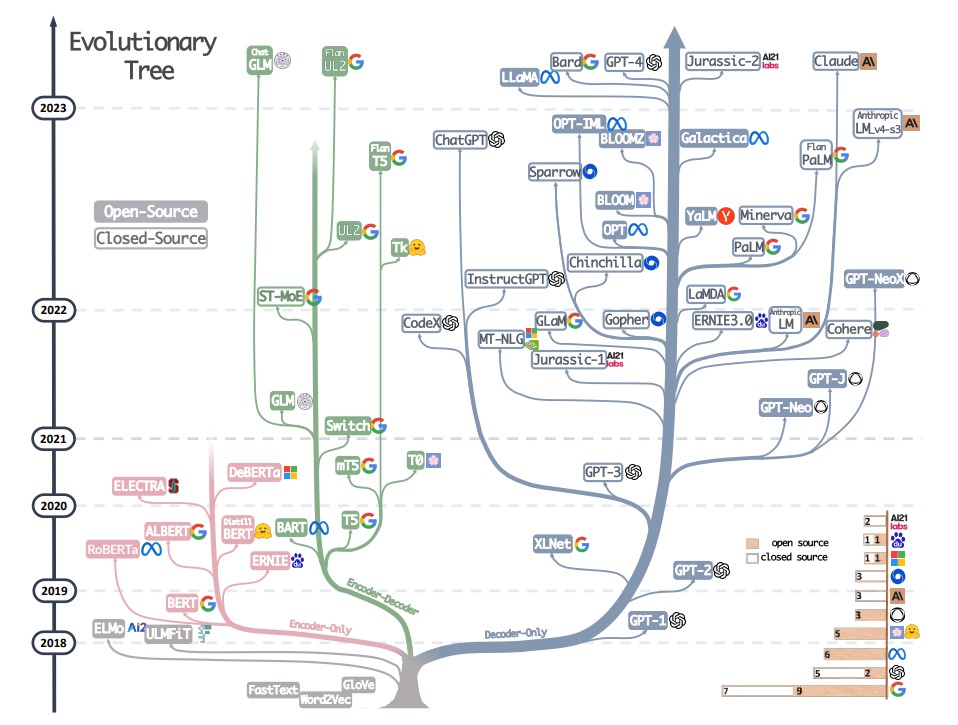 Evolutionary
Tree
Chat
GLM
Flan
UL2
Bard
GPT-4
Jurassic-2
AI21
labs
Claude
A\
LLaMA
2023
Anthropic
LM_v4-s3
A\
OPT-IML
ChatGPT
BLOOMZ
Galactica
Flan
T5
Flan
PaLM
Sparrow
Open-Source
Closed-Source
BLOOM
YaLM
Y
Minerva
UL2
OPT
Tk
PaLM
Chinchilla
InstructGPT
GPT-NeoX
ST-MoE
LaMDA
2022
CodeX
GLaM
Gopher
ERNIE3.0
Anthropic
LM
A\
Cohere
MT-NLG
Jurassic-1
AI21
labs
GPT-J
GLM
GPT-Neo
Switch
2021
mT5
T0
DeBERTa
GPT-3
ELECTRA
2020
T5
BART
ALBERT
Distill
BERT
RoBERTa
XLNet
ERNIE
GPT-2
2019
Encoder-Decoder
BERT
GPT-1
ELMo
AI2
ULMFiT
Encoder-Only
Decoder-Only
2018
GloVe
FastText
Word2Vec
open source
closed source
2
AI21
labs
1 1
1 1
3
3
A\
3
5
6
5 2
7 9